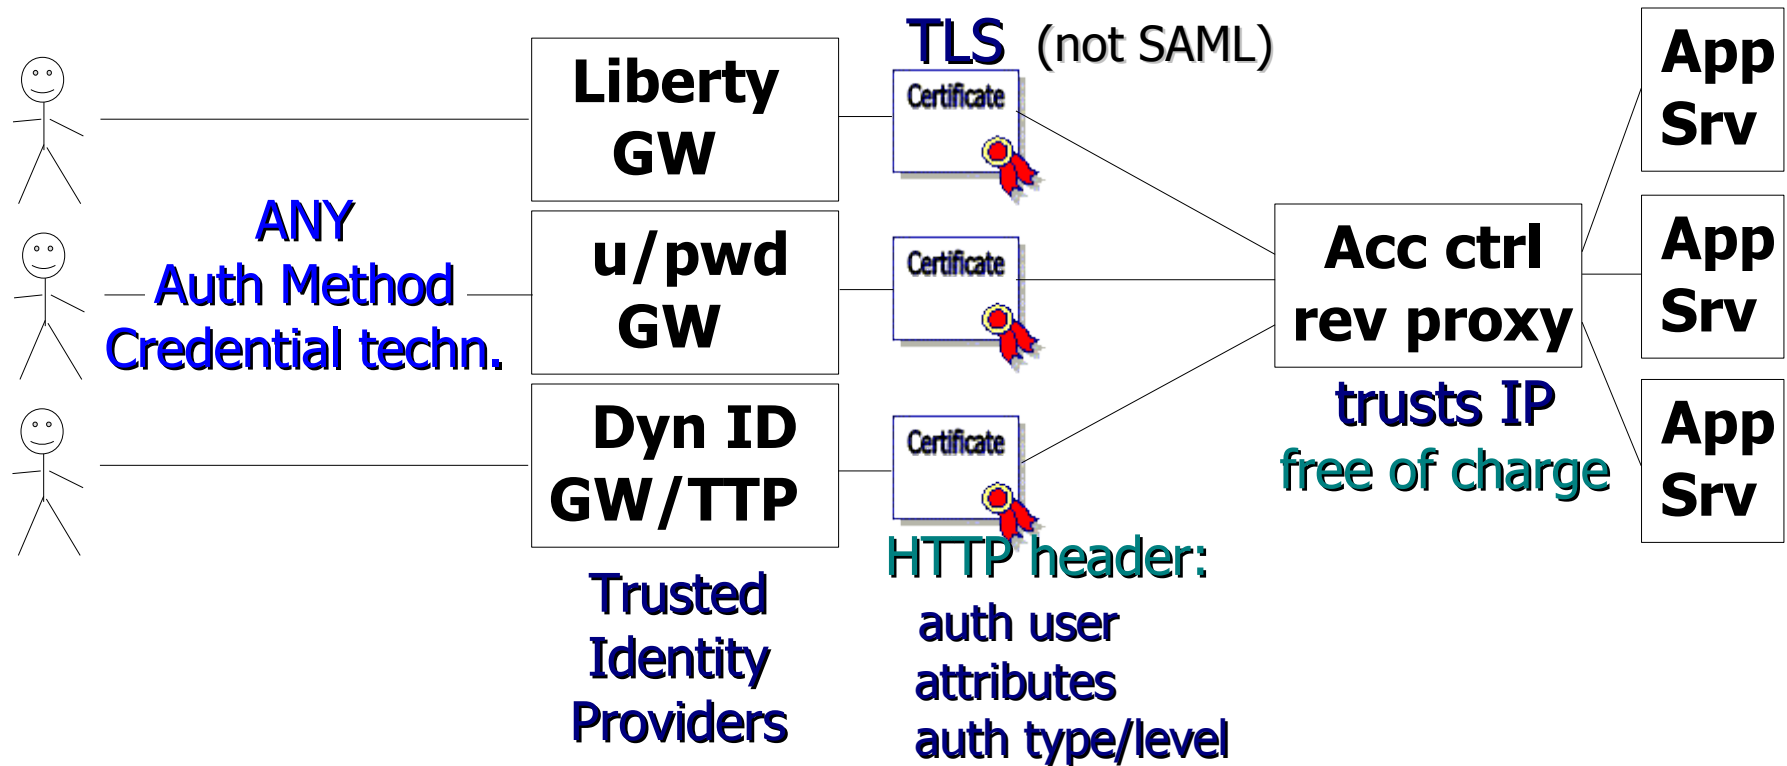 TLS (not SAML)
Liberty
GW
Certificate
App
Srv
ANY
Auth Method
Credential techn.
u/pwd
GW
Certificate
Acc ctrl
rev proxy
App
Srv
trusts IP
free of charge
Dyn ID
GW/TTP
Certificate
App
Srv
Trusted
Identity
Providers
HTTP header:
auth user
attributes
auth type/level